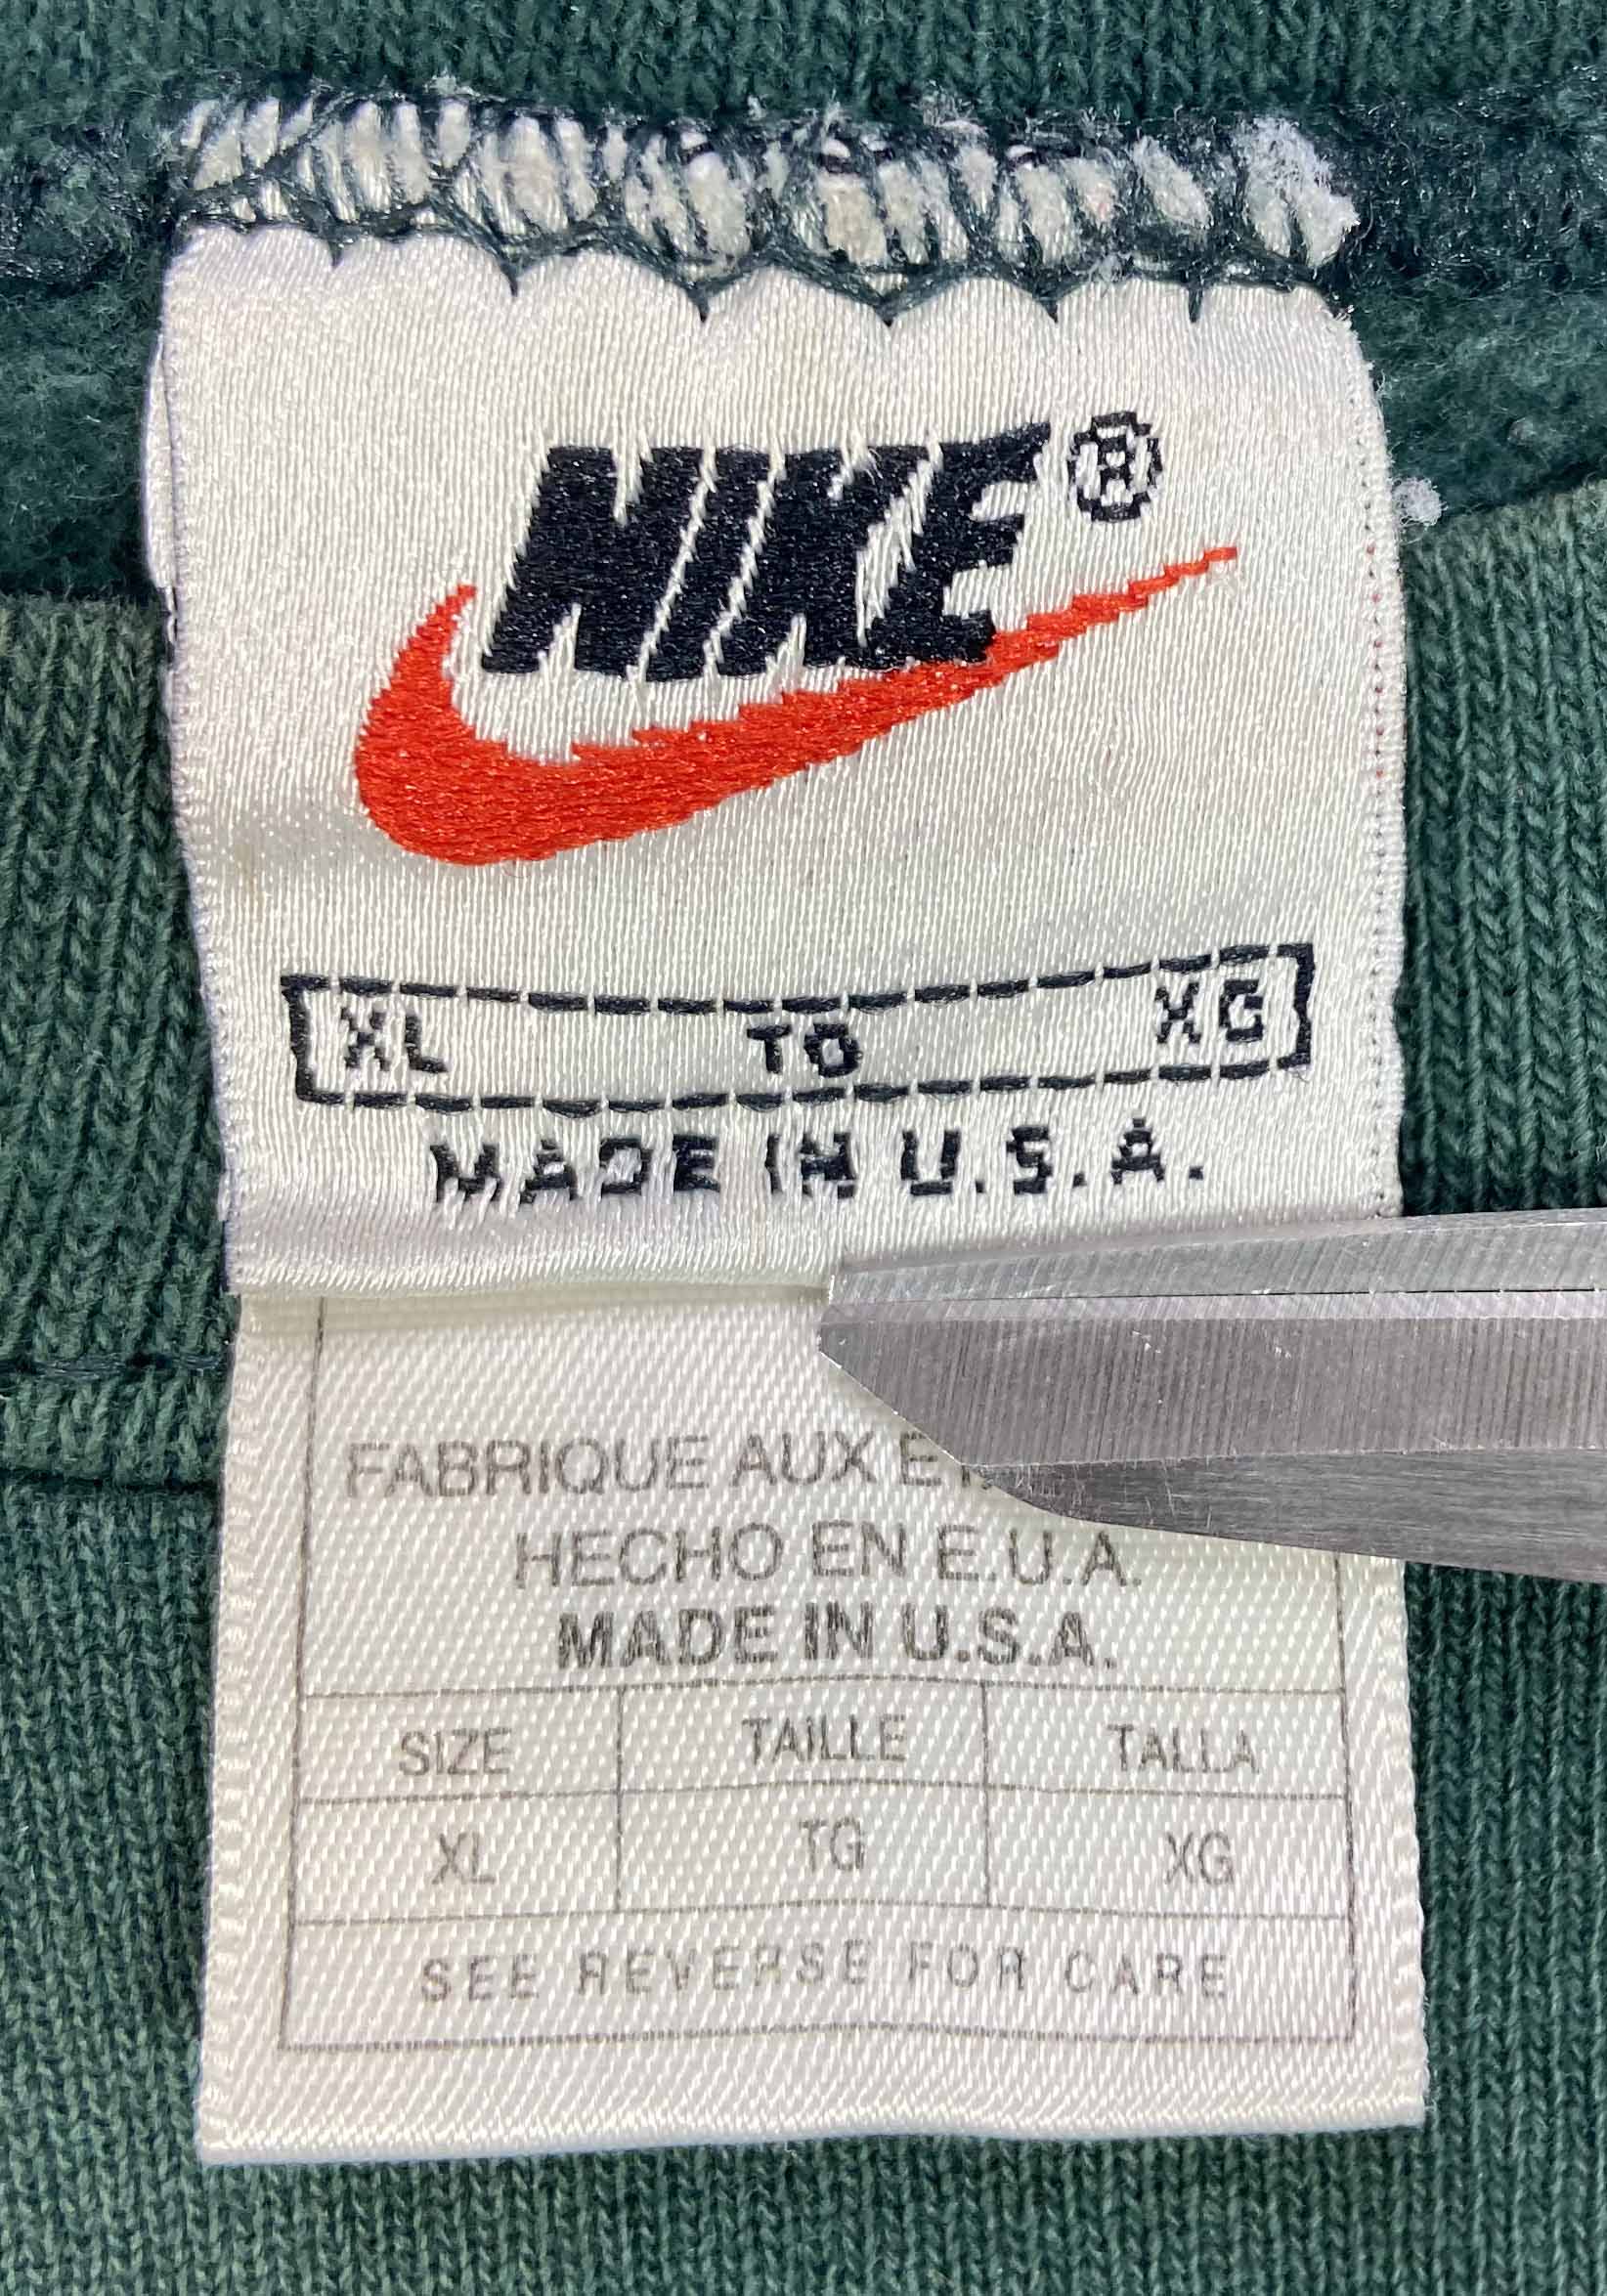 NIKE®
XL TO XG
MADE IN U.S.A.
FABRIQUE AUX
HECHO EN E.U.A.
MADE IN U.S.A.
SIZE TAILLE TALLA
XL TG XG
SEE REVERSE FOR CARE